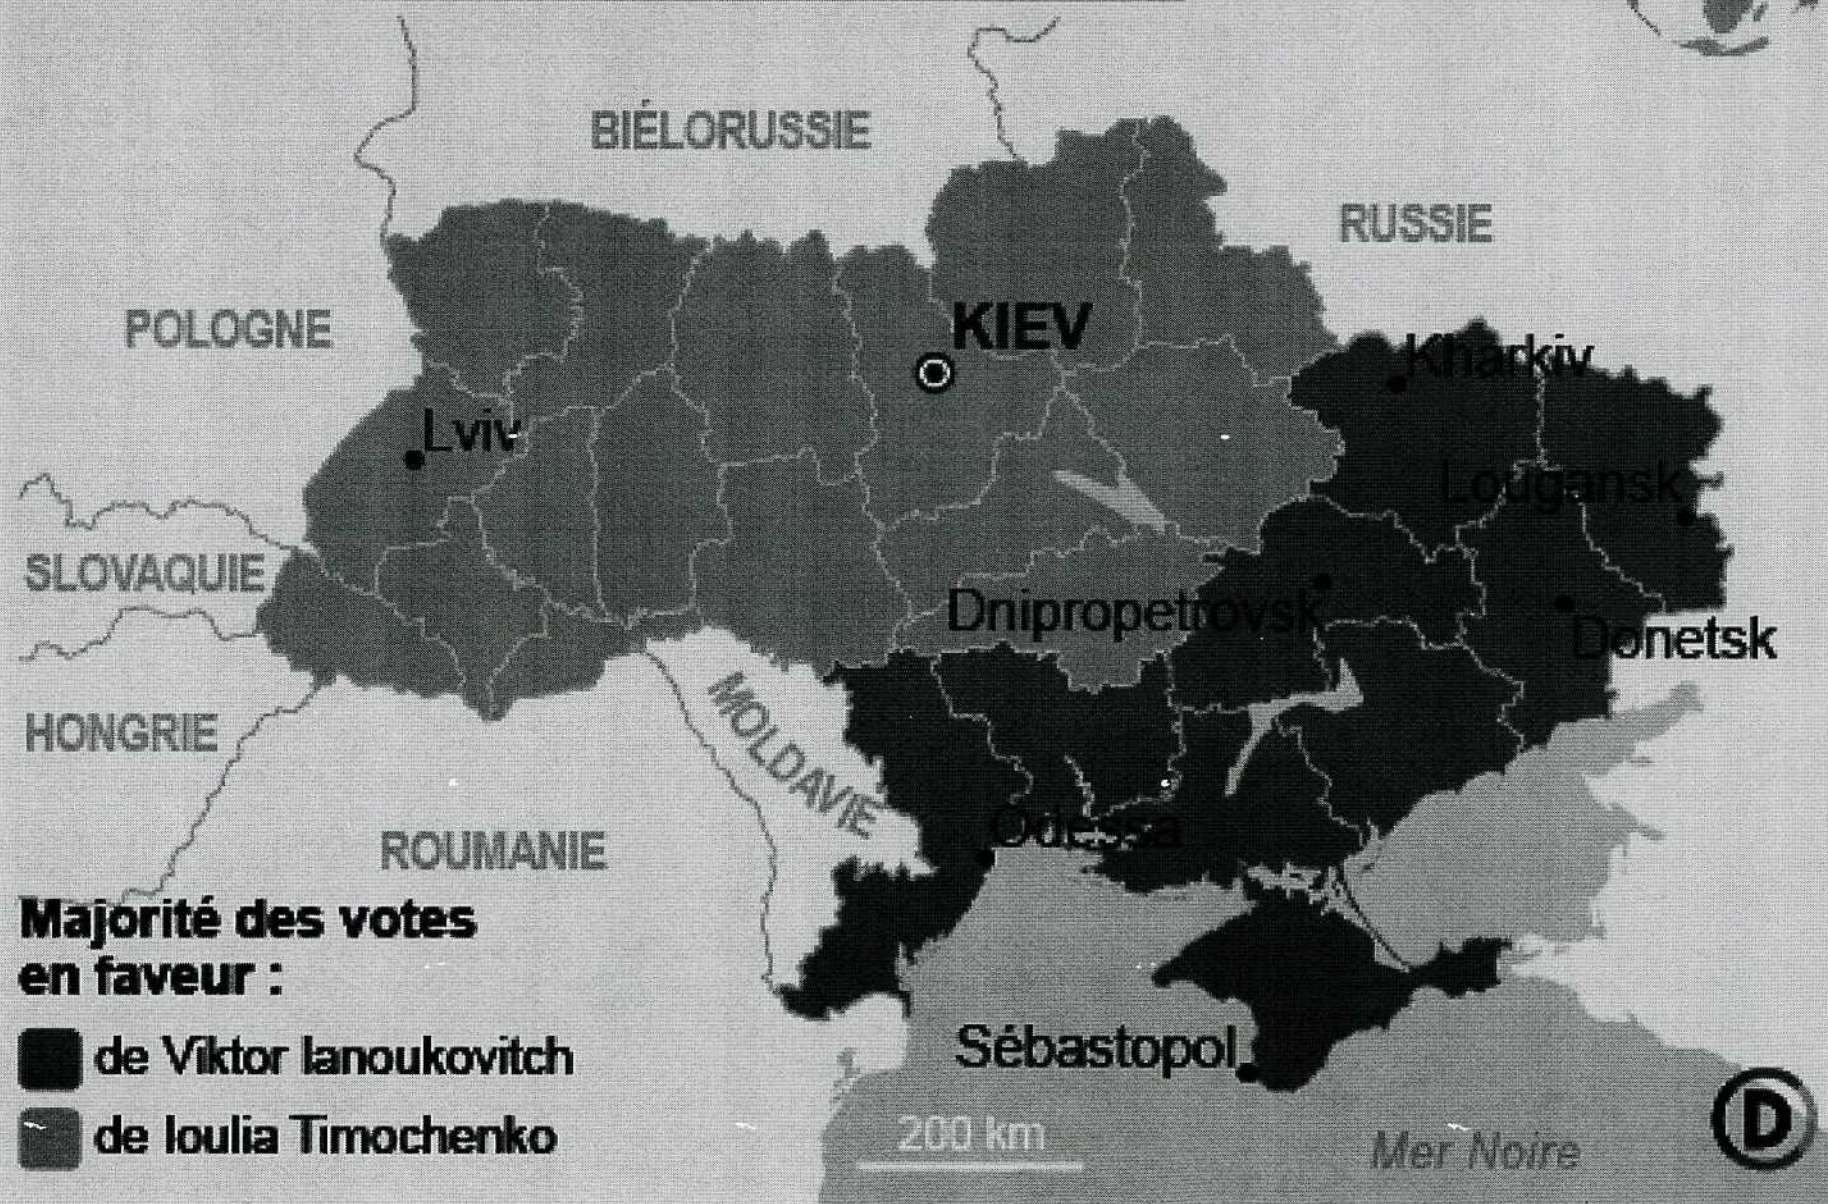 BIÉLORUSSIE
RUSSIE
POLOGNE
KIEV
Kharkiv
Lviv
Lougansk
SLOVAQUIE
Dnipropetrovsk
Donetsk
HONGRIE
MOLDAVIE
Odessa
ROUMANIE
Majorité des votes
en faveur :
de Viktor Ianoukovitch
de Ioulia Timochenko
Sébastopol
200 km
Mer Noire
D